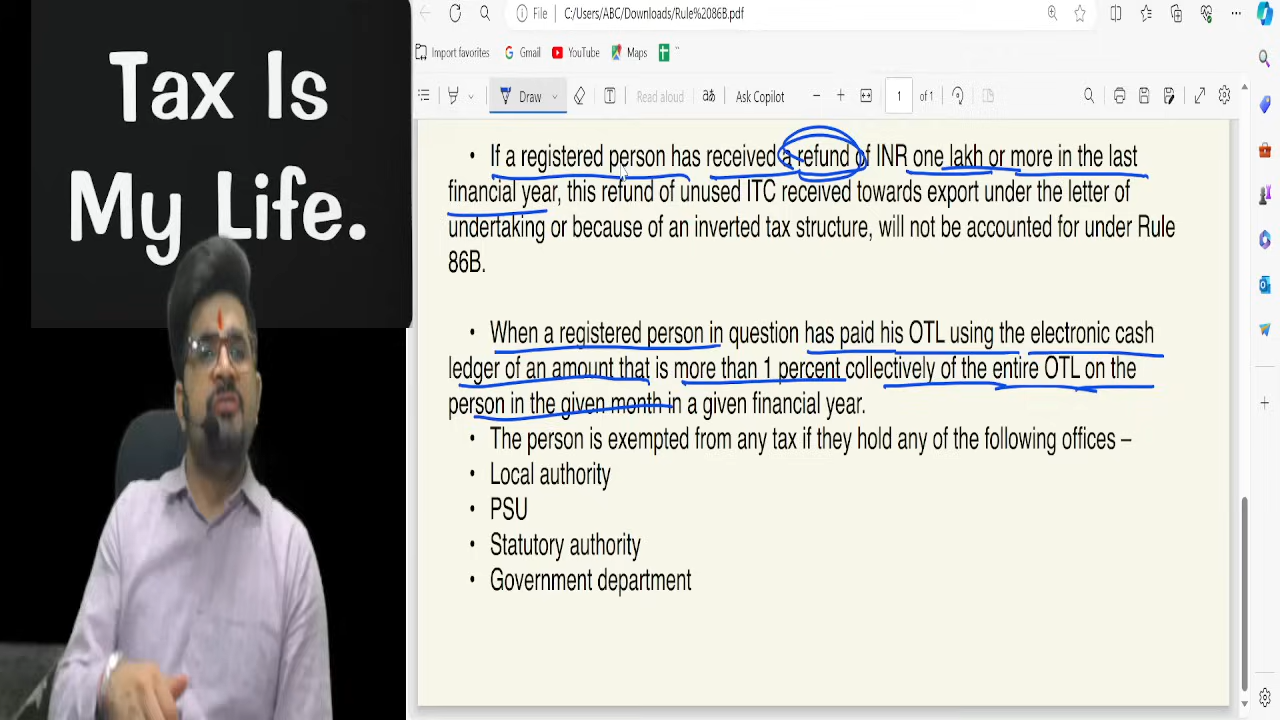 Tax Is
My Life.
File
C:/Users/ABC/Downloads/Rule%2086B.pdf
Import favorites
Gmail
YouTube
Maps
Draw
Read aloud
Ask Copilot
1
of 1
• If a registered person has received a refund of INR one lakh or more in the last
financial year, this refund of unused ITC received towards export under the letter of
undertaking or because of an inverted tax structure, will not be accounted for under Rule
86B.
• When a registered person in question has paid his OTL using the electronic cash
ledger of an amount that is more than 1 percent collectively of the entire OTL on the
person in the given month in a given financial year.
• The person is exempted from any tax if they hold any of the following offices –
• Local authority
• PSU
• Statutory authority
• Government department